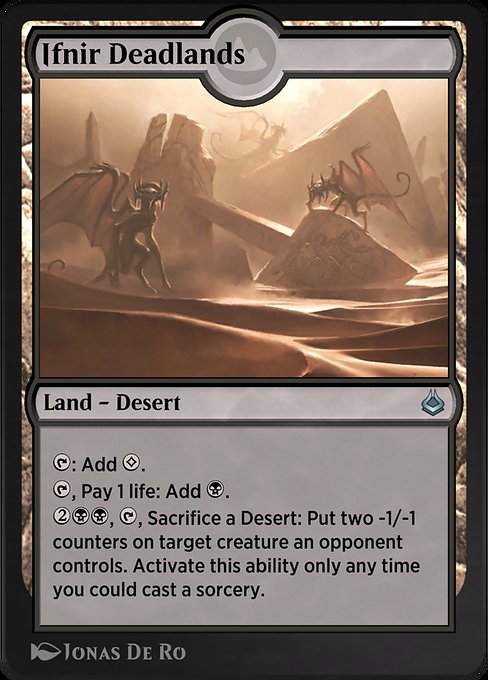 Ifnir Deadlands
Land – Desert
: Add .
, Pay 1 life: Add .
2, , Sacrifice a Desert: Put two -1/-1
counters on target creature an opponent
controls. Activate this ability only any time
you could cast a sorcery.
Jonas De Ro